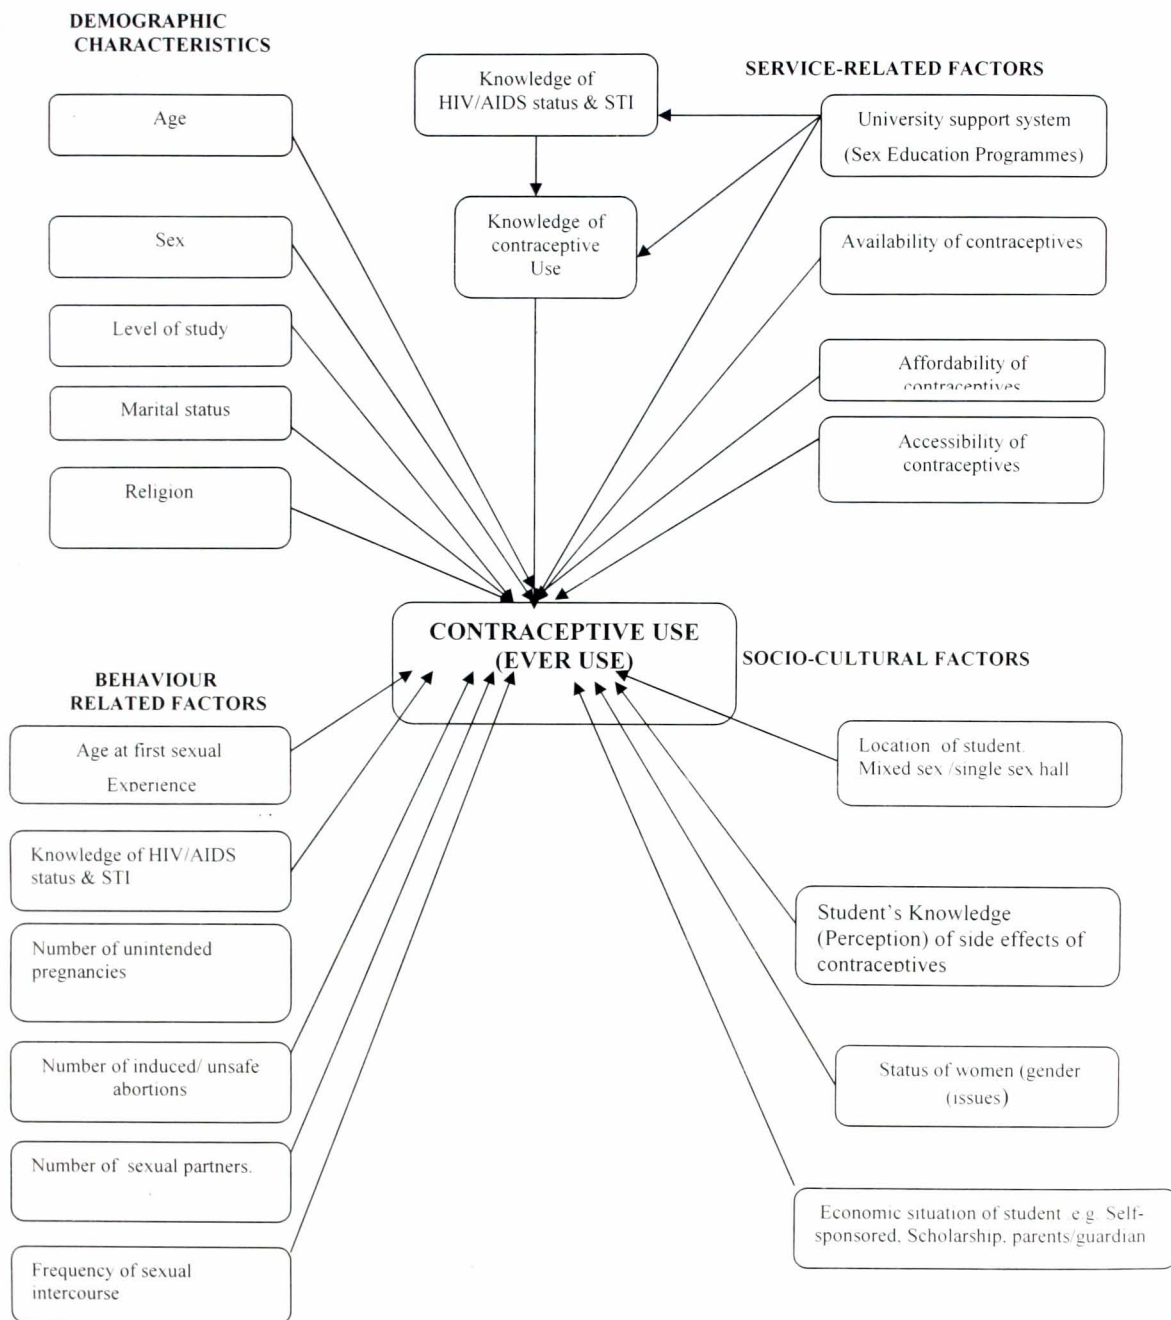 DEMOGRAPHIC
CHARACTERISTICS
Age
Sex
Level of study
Marital status
Religion
Knowledge of
HIV/AIDS status & STI
Knowledge of
contraceptive
Use
SERVICE-RELATED FACTORS
University support system
(Sex Education Programmes)
Availability of contraceptives
Affordability of
contraceptives
Accessibility of
contraceptives
CONTRACEPTIVE USE
(EVER USE)
BEHAVIOUR
RELATED FACTORS
Age at first sexual
Experience
Knowledge of HIV/AIDS
status & STI
Number of unintended
pregnancies
Number of induced/ unsafe
abortions
Number of sexual partners.
Frequency of sexual
intercourse
SOCIO-CULTURAL FACTORS
Location of student.
Mixed sex /single sex hall
Student's Knowledge
(Perception) of side effects of
contraceptives
Status of women (gender
(issues)
Economic situation of student e g. Self-
sponsored, Scholarship, parents/guardian